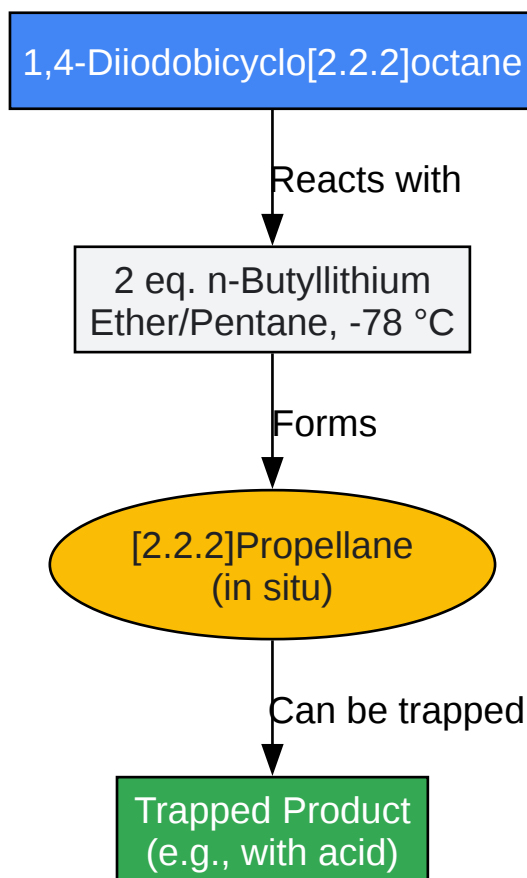 1,4-Diiodobicyclo[2.2.2]octane
Reacts with
2 eq. n-Butyllithium
Ether/Pentane, -78 °C
Forms
[2.2.2]Propellane
(in situ)
Can be trapped
Trapped Product
(e.g., with acid)